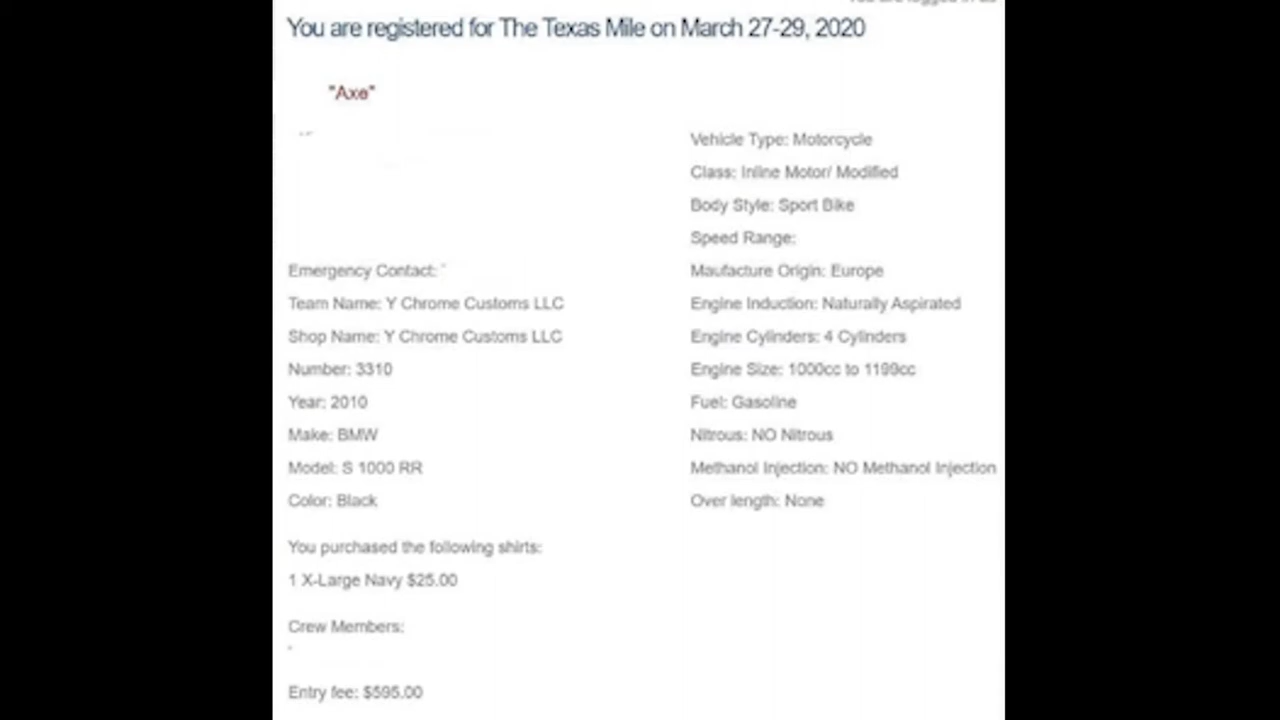 You are registered for The Texas Mile on March 27-29, 2020
"Axe"
Emergency Contact:
Team Name: Y Chrome Customs LLC
Shop Name: Y Chrome Customs LLC
Number: 3310
Year: 2010
Make: BMW
Model: S 1000 RR
Color: Black
Vehicle Type: Motorcycle
Class: Inline Motor/ Modified
Body Style: Sport Bike
Speed Range:
Maufacture Origin: Europe
Engine Induction: Naturally Aspirated
Engine Cylinders: 4 Cylinders
Engine Size: 1000cc to 1199cc
Fuel: Gasoline
Nitrous: NO Nitrous
Methanol Injection: NO Methanol Injection
Over length: None
You purchased the following shirts:
1 X-Large Navy $25.00
Crew Members:
Entry fee: $595.00